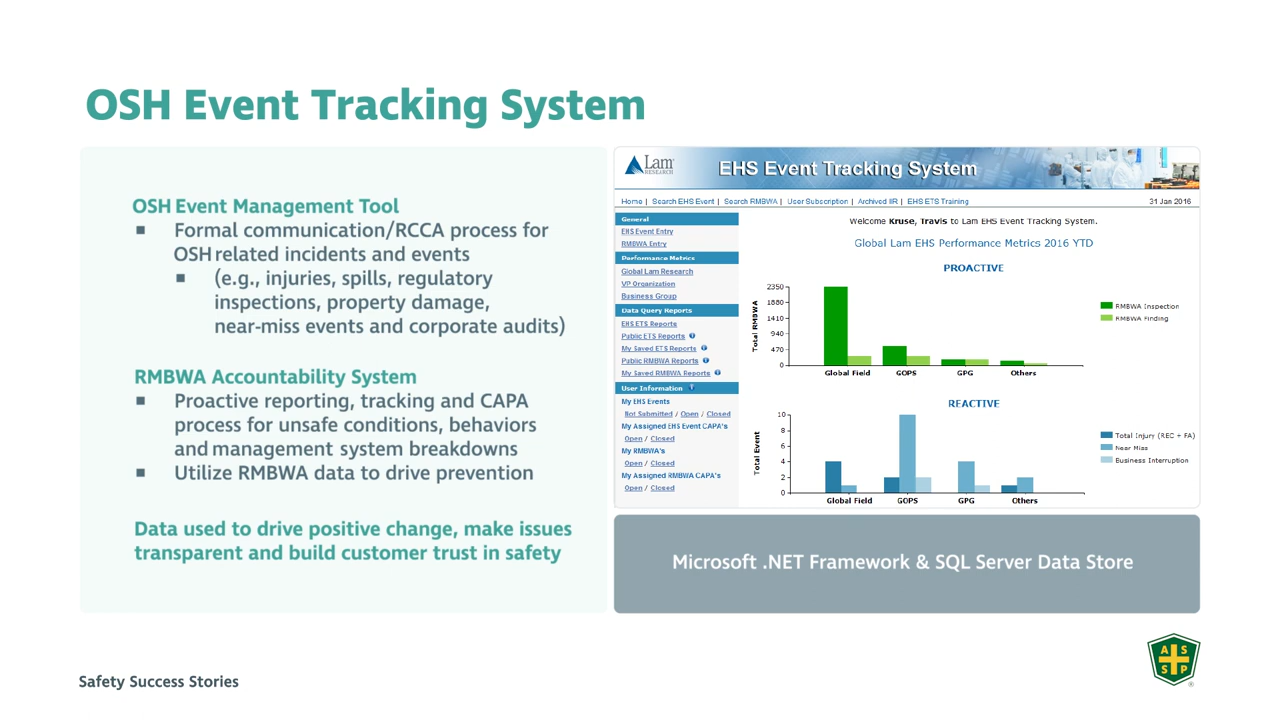 OSH Event Tracking System
OSH Event Management Tool
▪ Formal communication/RCCA process for
OSH related incidents and events
▪ (e.g., injuries, spills, regulatory
inspections, property damage,
near-miss events and corporate audits)
RMBWA Accountability System
▪ Proactive reporting, tracking and CAPA
process for unsafe conditions, behaviors
and management system breakdowns
▪ Utilize RMBWA data to drive prevention
Data used to drive positive change, make issues
transparent and build customer trust in safety
Lam
RESEARCH
EHS Event Tracking System
Home | Search EHS Event | Search RMBWA | User Subscription | Archived IIR | EHS ETS Training
31 Jan 2016
General
EHS Event Entry
RMBWA Entry
Performance Metrics
Global Lam Research
VP Organization
Business Group
Data Query Reports
EHS ETS Reports
Public ETS Reports
My Saved ETS Reports
Public RMBWA Reports
My Saved RMBWA Reports
User Information
My EHS Events
Not Submitted / Open / Closed
My Assigned EHS Event CAPA's
Open / Closed
My RMBWA's
Open / Closed
My Assigned RMBWA CAPA's
Open / Closed
Welcome Kruse, Travis to Lam EHS Event Tracking System.
Global Lam EHS Performance Metrics 2016 YTD
PROACTIVE
Total RMBWA
2350
1880
1410
940
470
0
Global Field GOPS GPG Others
RMBWA Inspection
RMBWA Finding
REACTIVE
Total Event
10
8
6
4
2
0
Global Field GOPS GPG Others
Total Injury (REC + FA)
Near Miss
Business Interruption
Microsoft .NET Framework & SQL Server Data Store
Safety Success Stories
A S
S P
®